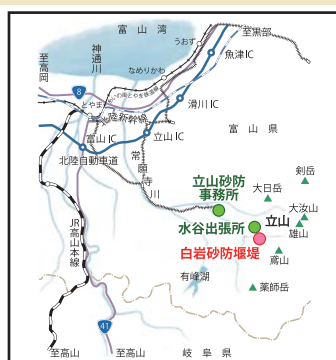 富山湾
至黒部
うおず
魚津IC
至高岡
神通川
なめりかわ
8
滑川IC
とやま
北陸新幹線
富山IC
立山IC
富山県
北陸自動車道
常願寺川
立山砂防
事務所
剣岳
大日岳
水谷出張所
立山
大汝山
雄山
白岩砂防堰堤
鳶山
JR高山本線
有峰湖
薬師岳
41
至高山
至高山
岐阜県